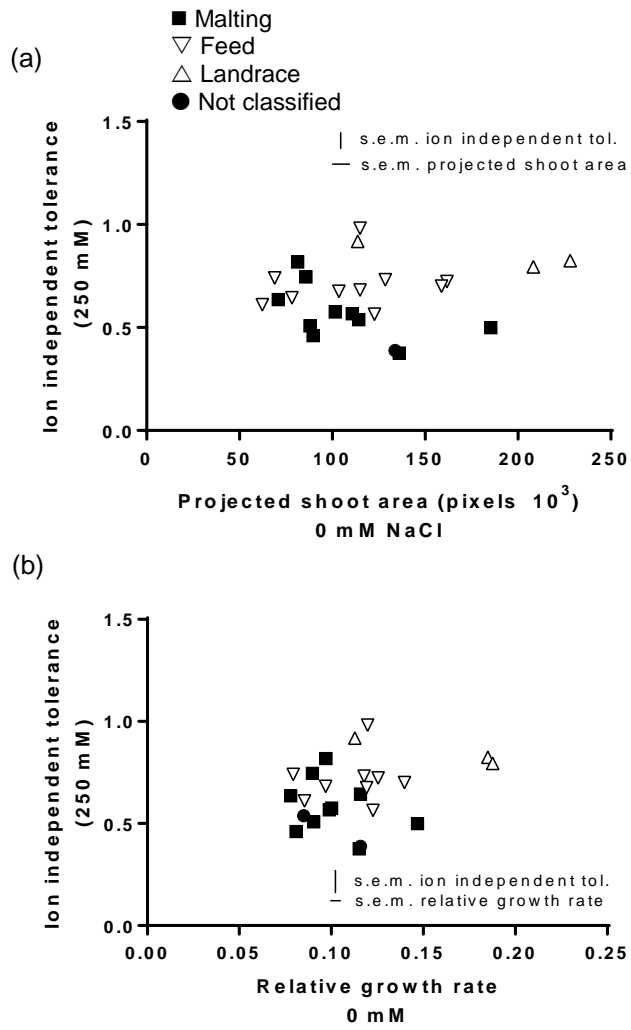 Malting
Feed
Landrace
Not classified
(a)
1.5
1.0
0.5
0.0
Ion independent tolerance
(250 mM)
s.e.m. ion independent tol.
s.e.m. projected shoot area
0 50 100 150 200 250
Projected shoot area (pixels 10³)
0 mM NaCl
(b)
1.5
1.0
0.5
0.0
Ion independent tolerance
(250 mM)
s.e.m. ion independent tol.
s.e.m. relative growth rate
0.00 0.05 0.10 0.15 0.20 0.25
Relative growth rate
0 mM